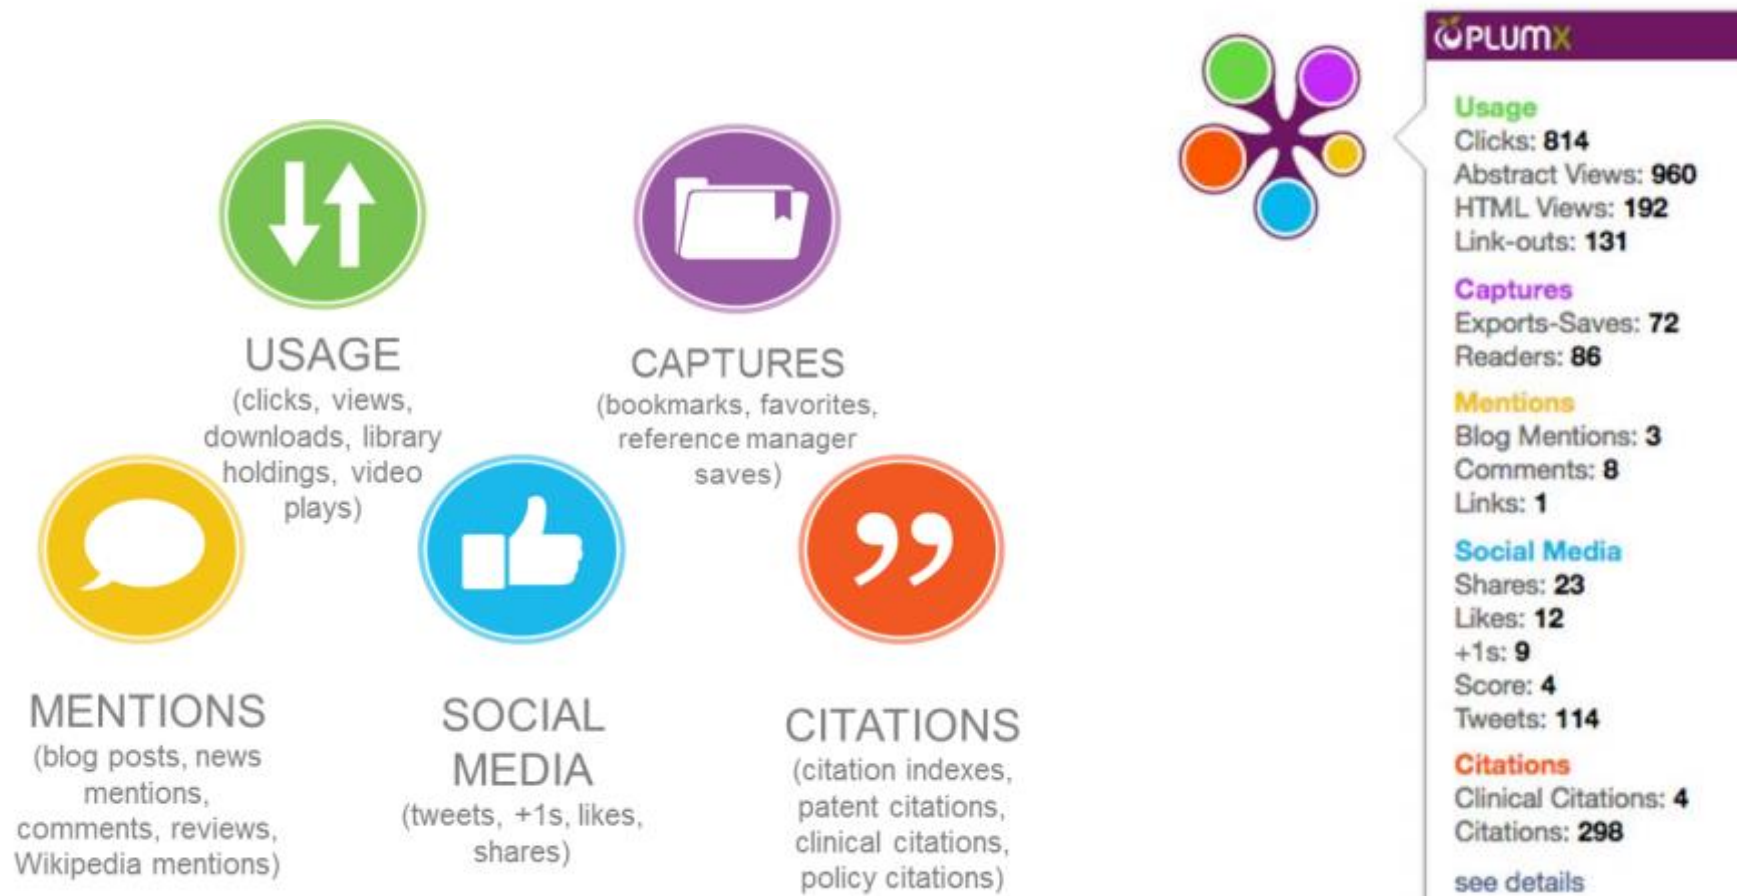 USAGE
(clicks, views,
downloads, library
holdings, video
plays)
CAPTURES
(bookmarks, favorites,
reference manager
saves)
MENTIONS
(blog posts, news
mentions,
comments, reviews,
Wikipedia mentions)
SOCIAL
MEDIA
(tweets, +1s, likes,
shares)
CITATIONS
(citation indexes,
patent citations,
clinical citations,
policy citations)
PLUMX
Usage
Clicks: 814
Abstract Views: 960
HTML Views: 192
Link-outs: 131
Captures
Exports-Saves: 72
Readers: 86
Mentions
Blog Mentions: 3
Comments: 8
Links: 1
Social Media
Shares: 23
Likes: 12
+1s: 9
Score: 4
Tweets: 114
Citations
Clinical Citations: 4
Citations: 298
see details